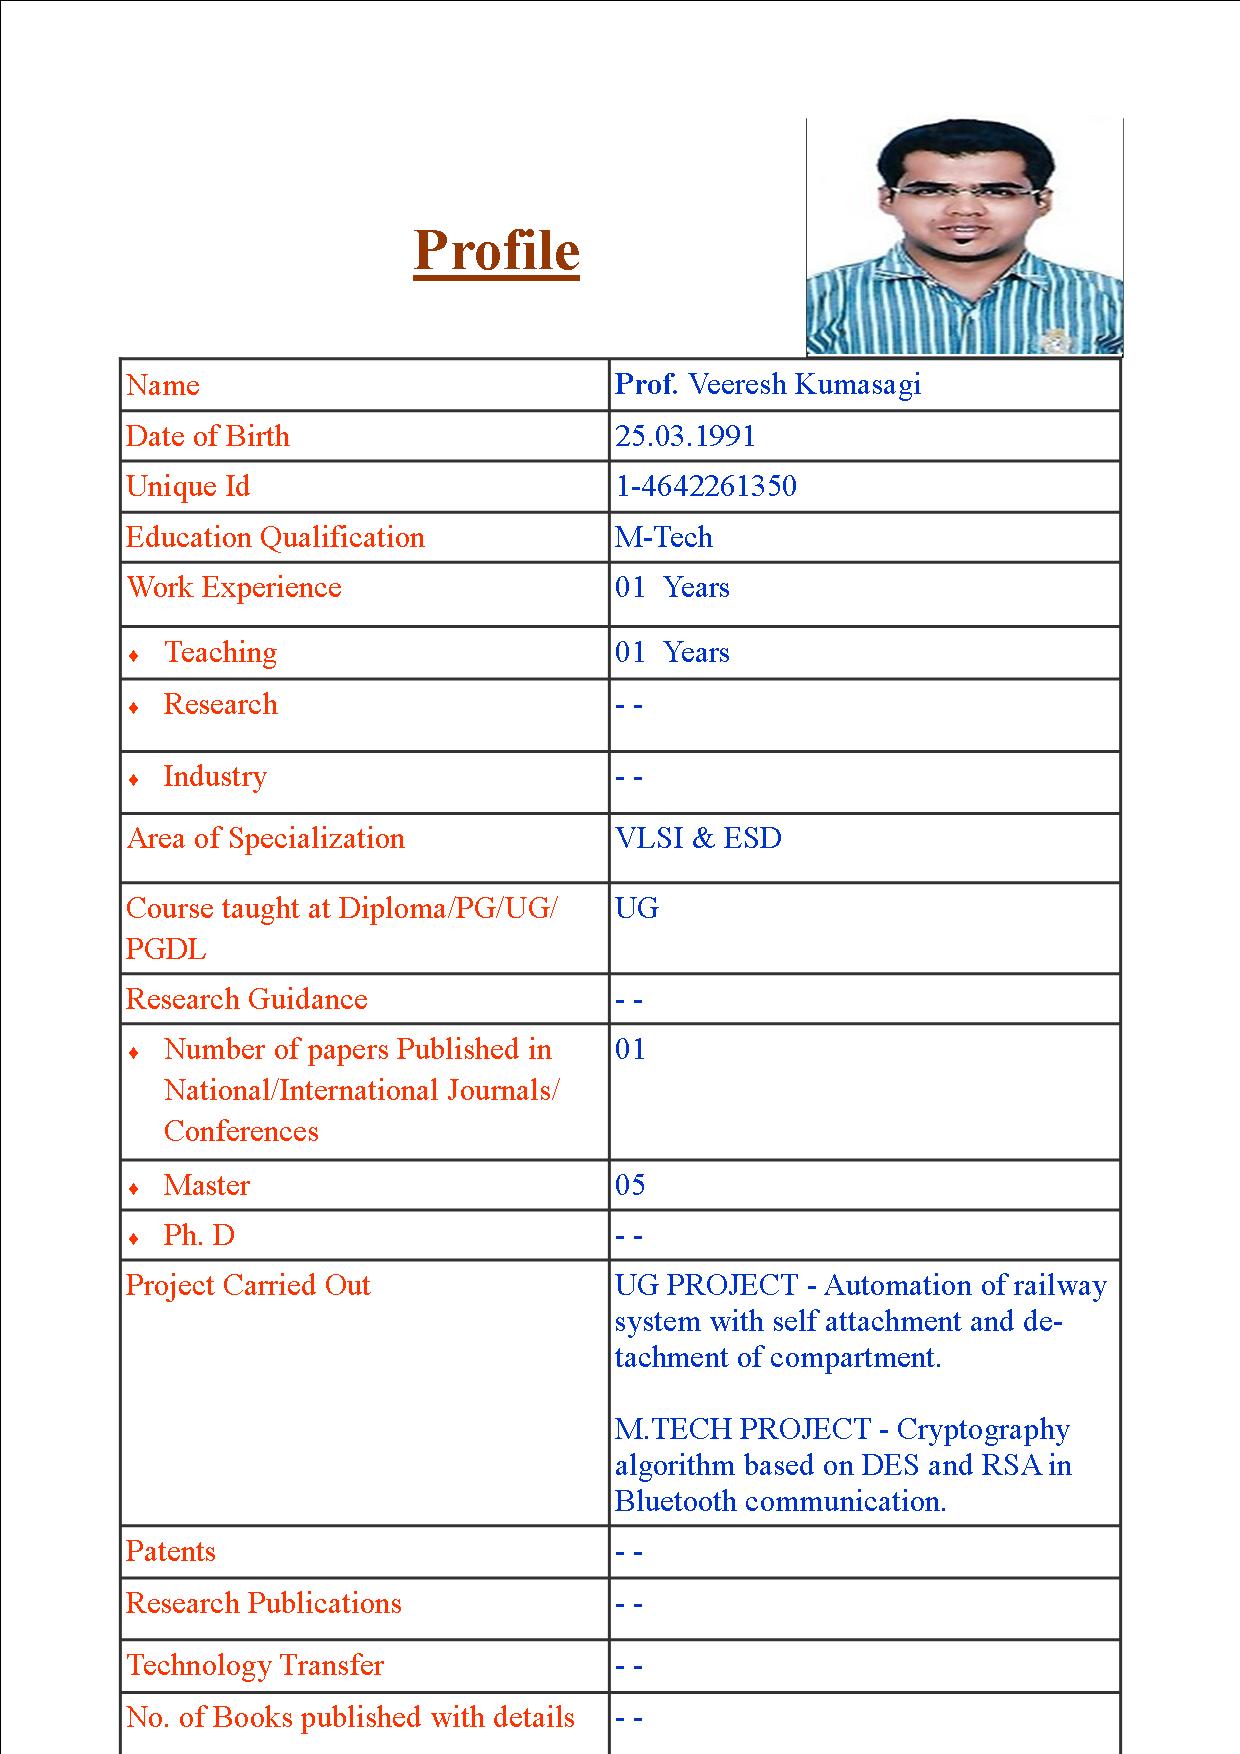 Profile
Name Prof. Veeresh Kumasagi
Date of Birth 25.03.1991
Unique Id 1-4642261350
Education Qualification M-Tech
Work Experience 01 Years
♦ Teaching 01 Years
♦ Research - -
♦ Industry - -
Area of Specialization VLSI & ESD
Course taught at Diploma/PG/UG/ UG
PGDL
Research Guidance - -
♦ Number of papers Published in 01
National/International Journals/
Conferences
♦ Master 05
♦ Ph. D - -
Project Carried Out UG PROJECT - Automation of railway
system with self attachment and de-
tachment of compartment.
M.TECH PROJECT - Cryptography
algorithm based on DES and RSA in
Bluetooth communication.
Patents - -
Research Publications - -
Technology Transfer - -
No. of Books published with details - -